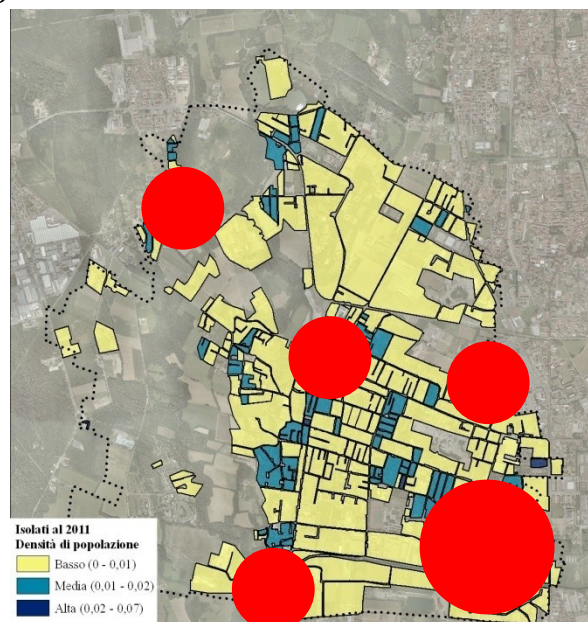 Isolati al 2011
Densità di popolazione
Basso (0 - 0,01)
Media (0,01 - 0,02)
Alta (0,02 - 0,07)